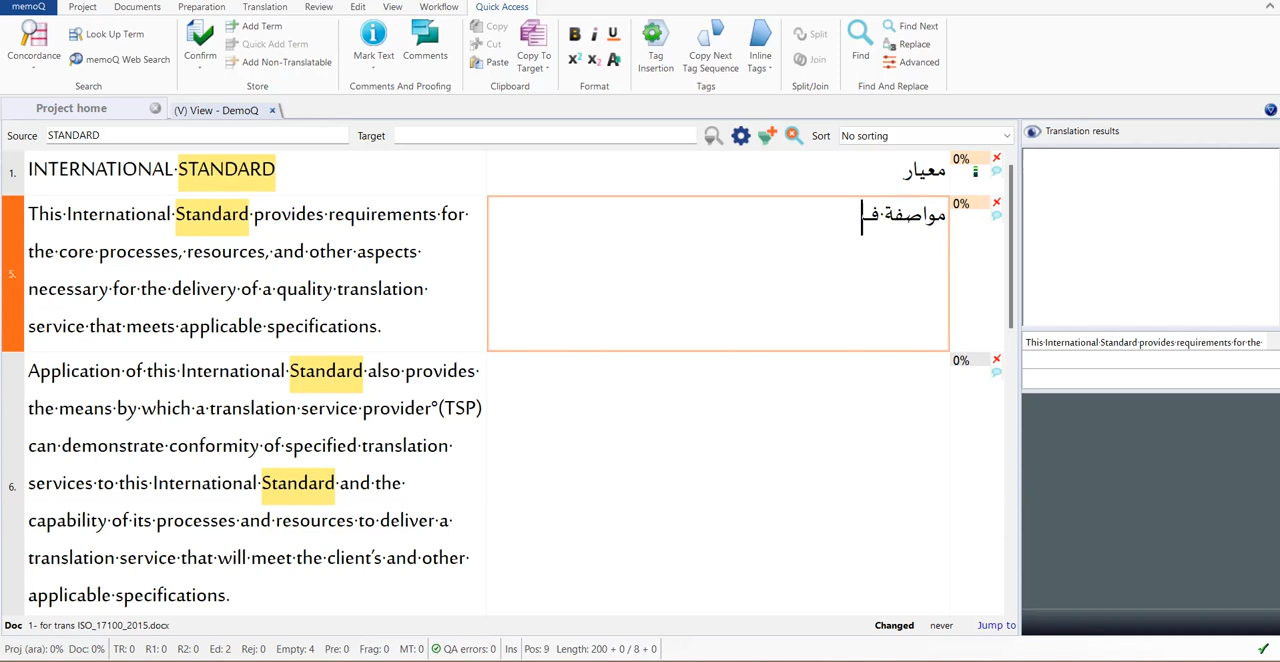 memoQ Project Documents Preparation Translation Review Edit View Workflow Quick Access
Concordance
Look Up Term
memoQ Web Search
Search
Confirm
Add Term
Quick Add Term
Add Non-Translatable
Store
Mark Text
Comments
Comments And Proofing
Copy
Cut
Paste
Copy To
Target
Clipboard
B i U
X² X₂ A
Format
Tag
Insertion
Copy Next
Tag Sequence
Inline
Tags
Tags
Split
Join
Split/Join
Find
Find Next
Replace
Advanced
Find And Replace
Project home
(V) View - DemoQ
Source STANDARD Target Sort No sorting
1.
INTERNATIONAL·STANDARD
معيار
0%
5.
This·International·Standard·provides·requirements·for·
the·core·processes,·resources,·and·other·aspects·
necessary·for·the·delivery·of·a·quality·translation·
service·that·meets·applicable·specifications.
مواصفة·فـ
0%
6.
Application·of·this·International·Standard·also·provides·
the·means·by·which·a·translation·service·provider°(TSP)
can·demonstrate·conformity·of·specified·translation·
services·to·this·International·Standard·and·the·
capability·of·its·processes·and·resources·to·deliver·a·
translation·service·that·will·meet·the·client's·and·other·
applicable·specifications.
0%
Translation results
This·International·Standard·provides·requirements·for·the·
Doc 1- for trans ISO_17100_2015.docx Changed never Jump to
Proj (ara): 0% Doc: 0% TR: 0 R1: 0 R2: 0 Ed: 2 Rej: 0 Empty: 4 Pre: 0 Frag: 0 MT: 0 QA errors: 0 Ins Pos: 9 Length: 200 + 0 / 8 + 0